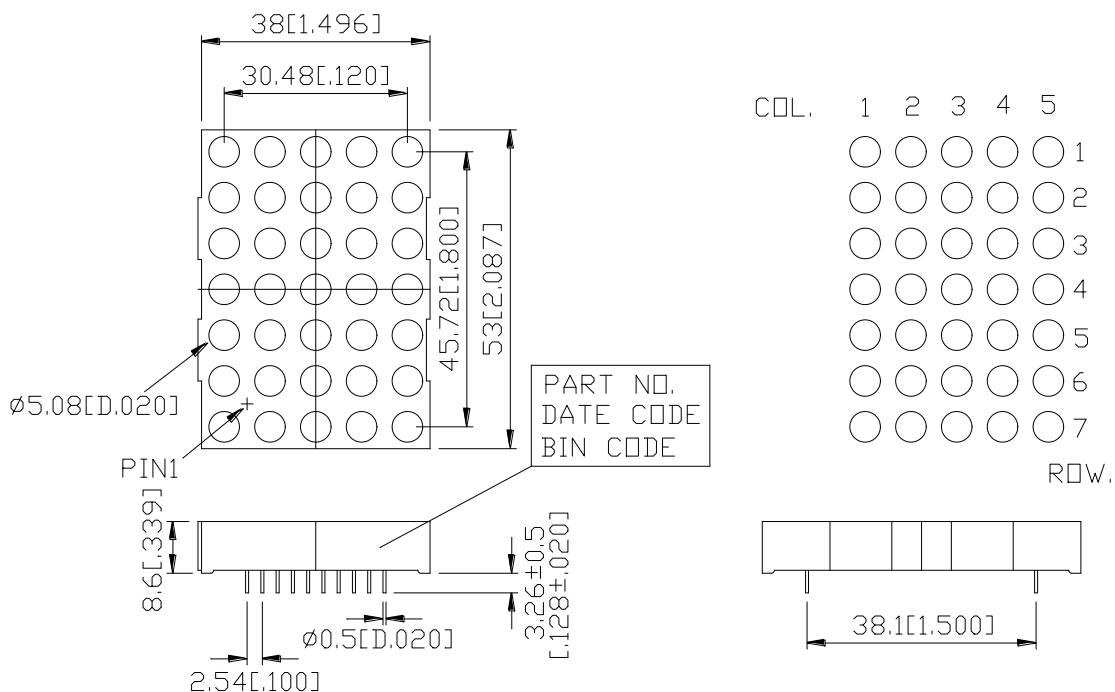 38[1.496]
30.48[.120]
45.72[1.800]
53[2.087]
ø5.08[D.020]
PIN1
PART NO.
DATE CODE
BIN CODE
COL. 1 2 3 4 5
1
2
3
4
5
6
7
ROW.
8.6[.339]
3.26±0.5
[.128±.020]
ø0.5[D.020]
2.54[.100]
38.1[1.500]